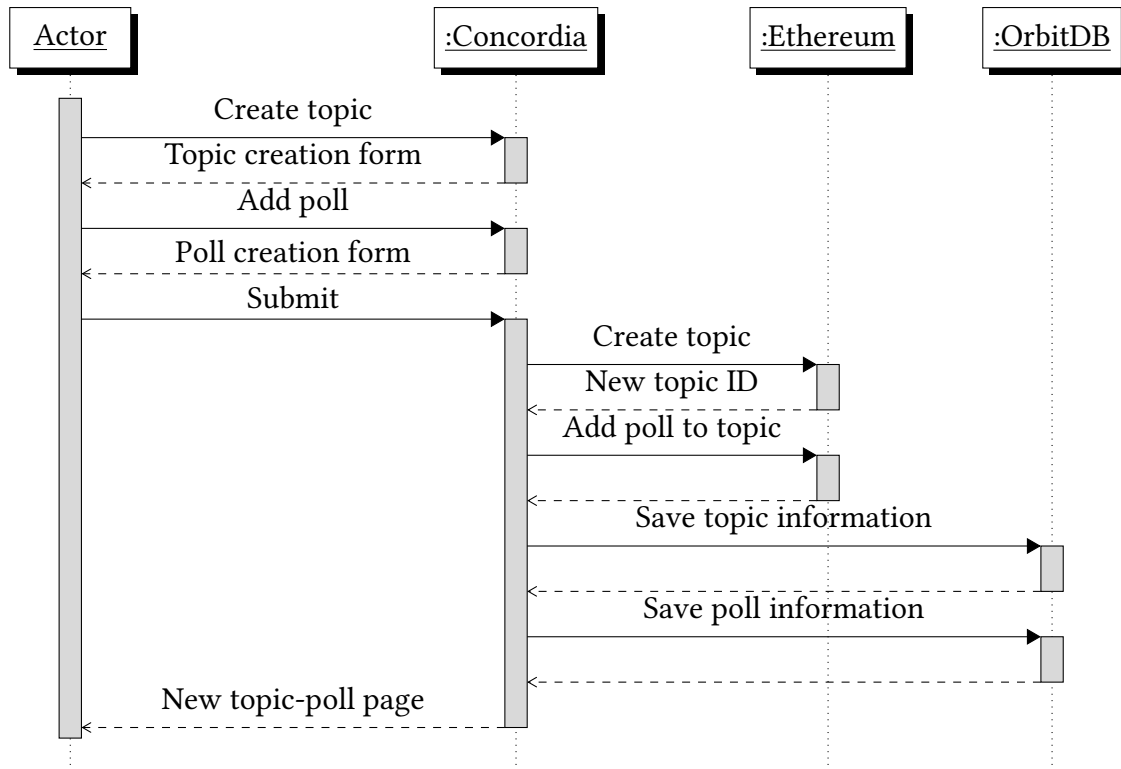 Actor
:Concordia
:Ethereum
:OrbitDB
Create topic
Topic creation form
Add poll
Poll creation form
Submit
Create topic
New topic ID
Add poll to topic
Save topic information
Save poll information
New topic-poll page